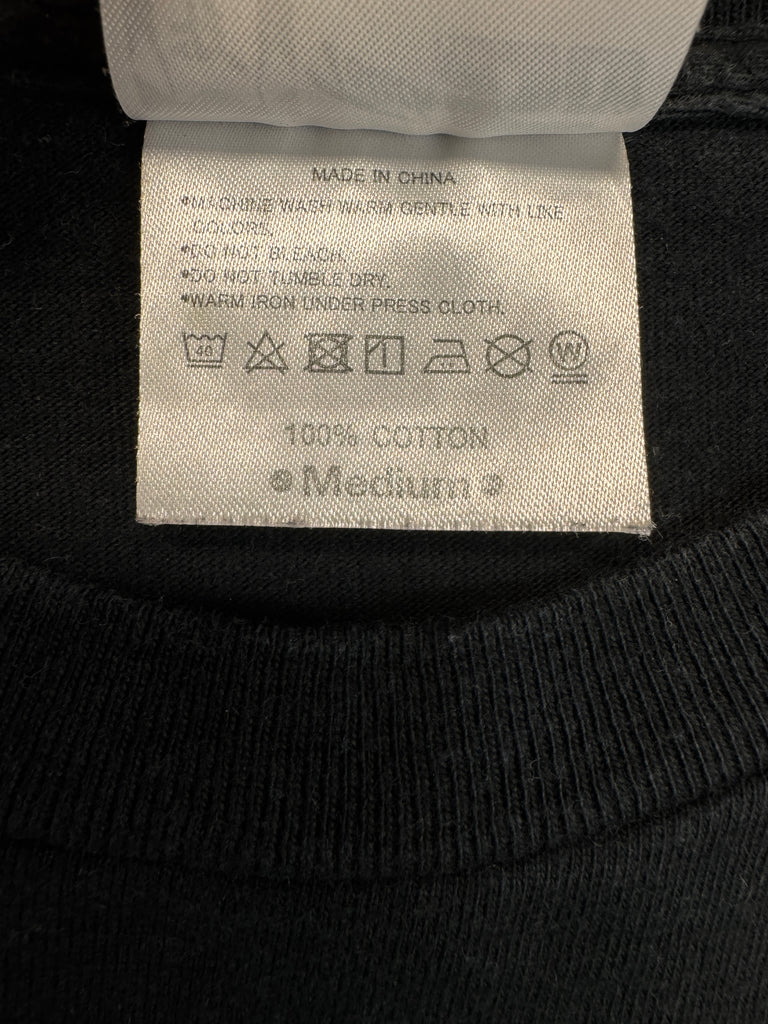 MADE IN CHINA
•MACHINE WASH WARM GENTLE WITH LIKE
COLORS.
•DO NOT BLEACH.
•DO NOT TUMBLE DRY.
•WARM IRON UNDER PRESS CLOTH.
40 W
100% COTTON
Medium